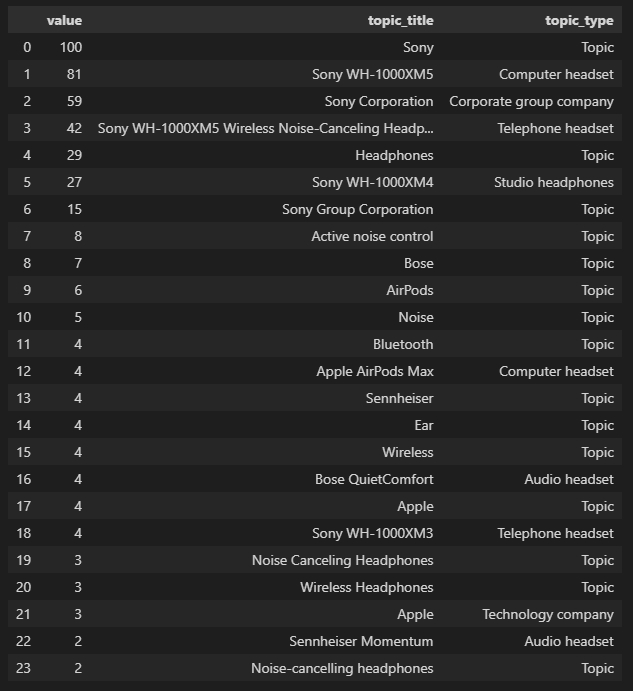 value topic_title topic_type
0 100 Sony Topic
1 81 Sony WH-1000XM5 Computer headset
2 59 Sony Corporation Corporate group company
3 42 Sony WH-1000XM5 Wireless Noise-Canceling Headp... Telephone headset
4 29 Headphones Topic
5 27 Sony WH-1000XM4 Studio headphones
6 15 Sony Group Corporation Topic
7 8 Active noise control Topic
8 7 Bose Topic
9 6 AirPods Topic
10 5 Noise Topic
11 4 Bluetooth Topic
12 4 Apple AirPods Max Computer headset
13 4 Sennheiser Topic
14 4 Ear Topic
15 4 Wireless Topic
16 4 Bose QuietComfort Audio headset
17 4 Apple Topic
18 4 Sony WH-1000XM3 Telephone headset
19 3 Noise Canceling Headphones Topic
20 3 Wireless Headphones Topic
21 3 Apple Technology company
22 2 Sennheiser Momentum Audio headset
23 2 Noise-cancelling headphones Topic